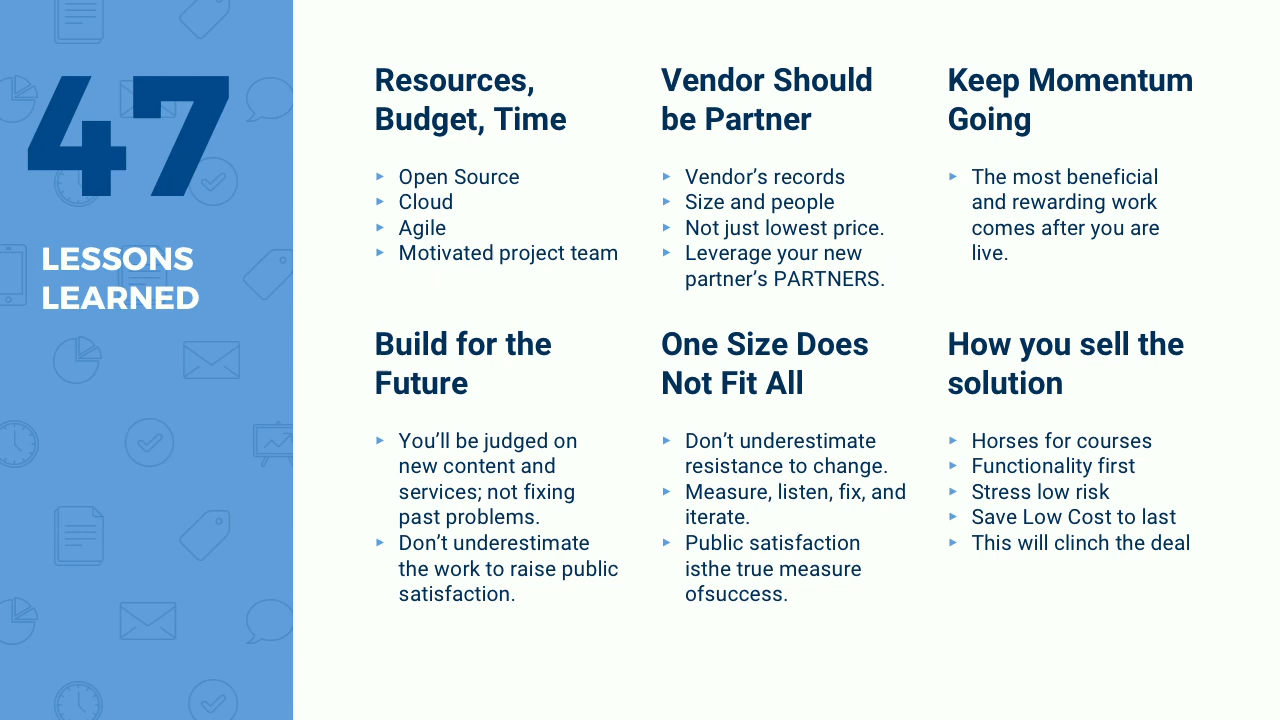 47
LESSONS
LEARNED
Resources,
Budget, Time
▸ Open Source
▸ Cloud
▸ Agile
▸ Motivated project team
Vendor Should
be Partner
▸ Vendor’s records
▸ Size and people
▸ Not just lowest price.
▸ Leverage your new
partner’s PARTNERS.
Keep Momentum
Going
▸ The most beneficial
and rewarding work
comes after you are
live.
Build for the
Future
▸ You’ll be judged on
new content and
services; not fixing
past problems.
▸ Don’t underestimate
the work to raise public
satisfaction.
One Size Does
Not Fit All
▸ Don’t underestimate
resistance to change.
▸ Measure, listen, fix, and
iterate.
▸ Public satisfaction
isthe true measure
ofsuccess.
How you sell the
solution
▸ Horses for courses
▸ Functionality first
▸ Stress low risk
▸ Save Low Cost to last
▸ This will clinch the deal